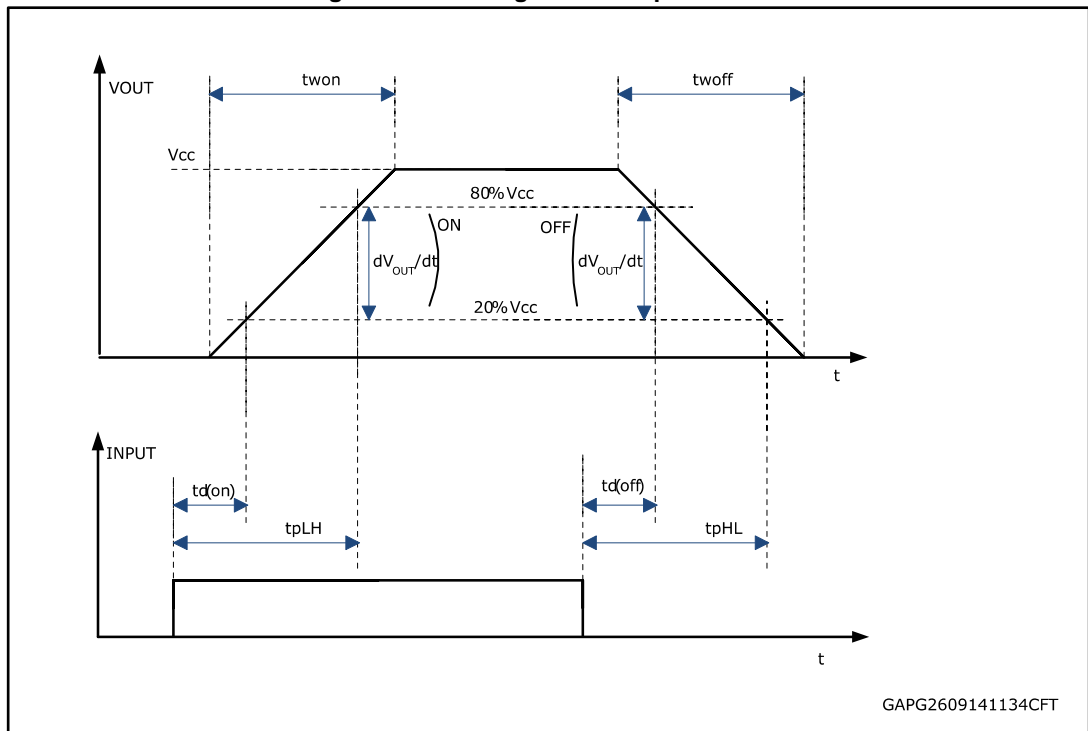 twon
twoff
VOUT
Vcc
80% Vcc
ON
OFF
dVOUT/dt
dVOUT/dt
20% Vcc
t
INPUT
td(on)
td(off)
tpLH
tpHL
t
GAPG2609141134CFT